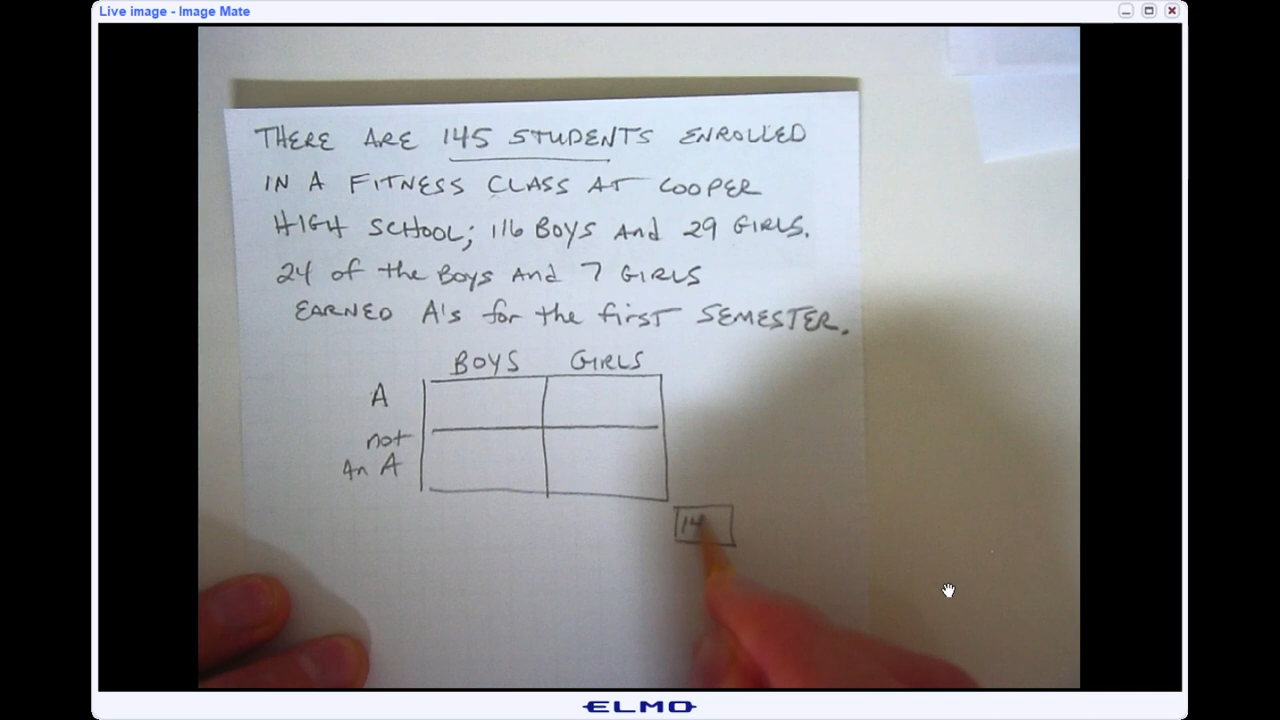 Live image - Image Mate
THERE ARE 145 STUDENTS ENROLLED
IN A FITNESS CLASS AT COOPER
HIGH SCHOOL; 116 BOYS And 29 GIRLS.
24 of the Boys And 7 GIRLS
EARNED A's for the first SEMESTER.
BOYS GIRLS
A
not
An A
14
ELMO